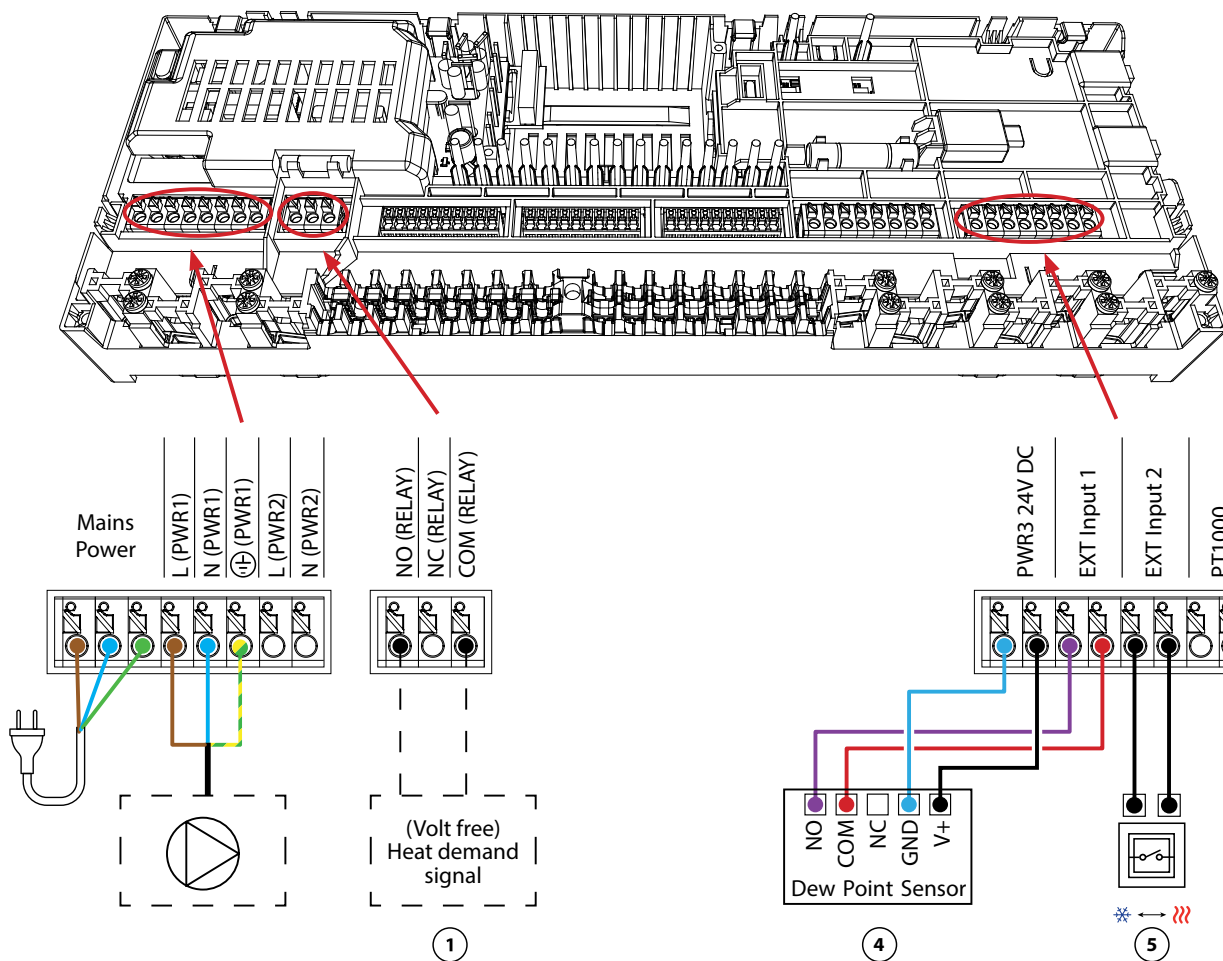 Mains
Power
L (PWR1)
N (PWR1)
(PWR1)
L (PWR2)
N (PWR2)
NO (RELAY)
NC (RELAY)
COM (RELAY)
PWR3 24V DC
EXT Input 1
EXT Input 2
PT1000
(Volt free)
Heat demand
signal
NO
COM
NC
GND
V+
Dew Point Sensor
1
4
5